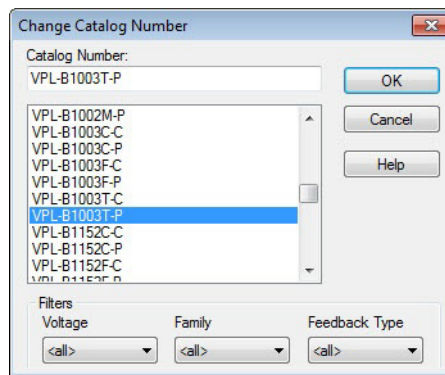 Change Catalog Number
Catalog Number:
VPL-B1003T-P
OK
VPL-B1002M-P
VPL-B1003C-C
VPL-B1003C-P
VPL-B1003F-C
VPL-B1003F-P
VPL-B1003T-C
VPL-B1003T-P
VPL-B1152C-C
VPL-B1152C-P
VPL-B1152F-C
Cancel
Help
Filters
Voltage Family Feedback Type
<all> <all> <all>